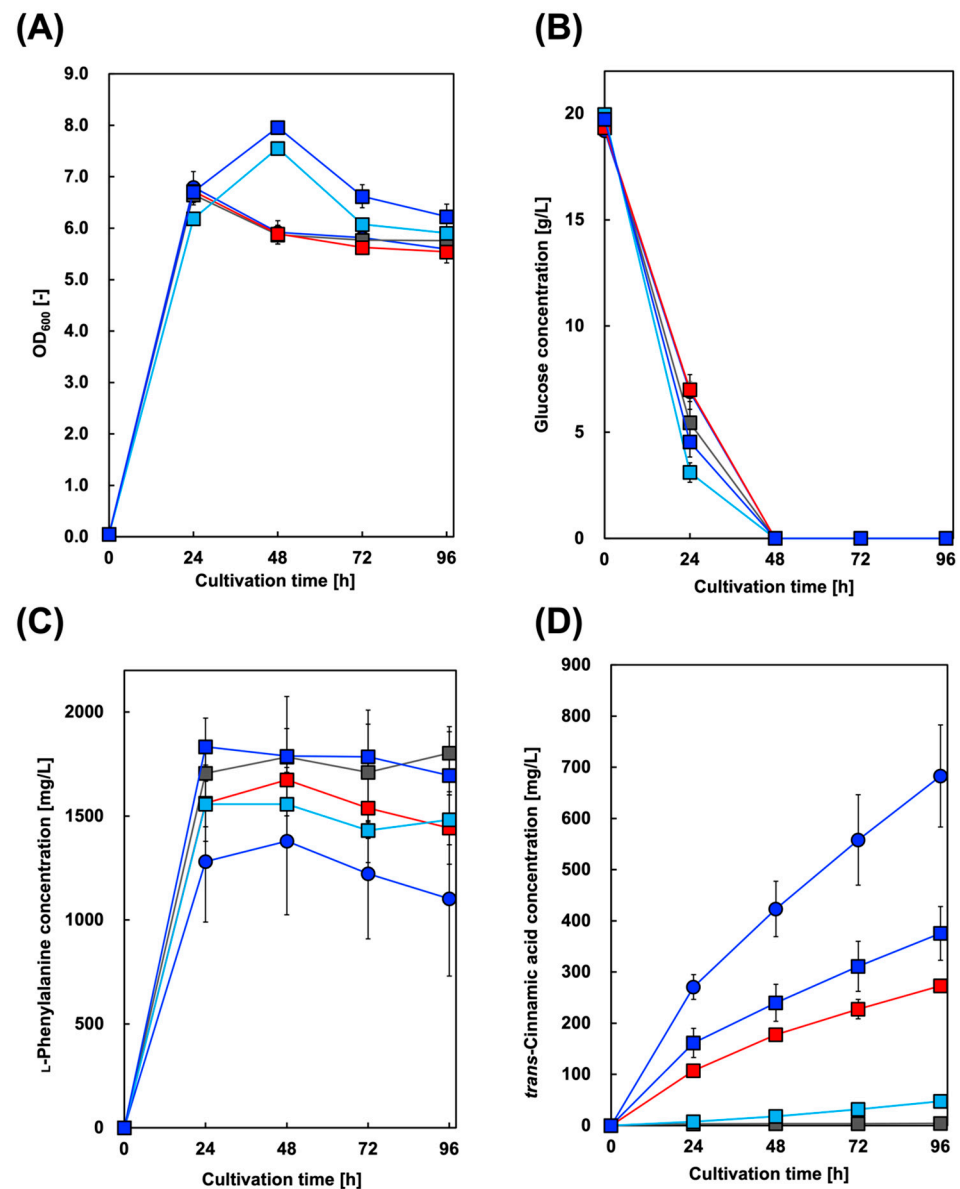 (A)
9.0
8.0
7.0
6.0
5.0
4.0
3.0
2.0
1.0
0.0
OD600 [-]
0 24 48 72 96
Cultivation time [h]
(B)
20
15
10
5
0
Glucose concentration [g/L]
0 24 48 72 96
Cultivation time [h]
(C)
2000
1500
1000
500
0
L-Phenylalanine concentration [mg/L]
0 24 48 72 96
Cultivation time [h]
(D)
900
800
700
600
500
400
300
200
100
0
trans-Cinnamic acid concentration [mg/L]
0 24 48 72 96
Cultivation time [h]